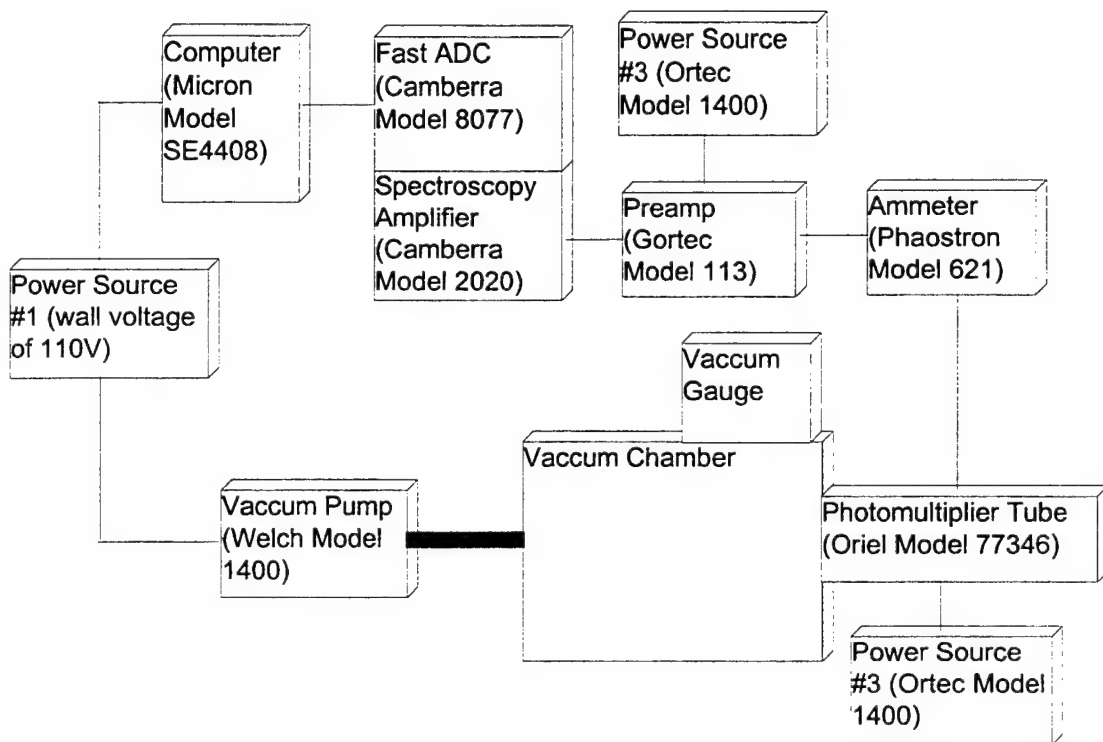 Computer
(Micron
Model
SE4408)
Fast ADC
(Camberra
Model 8077)
Power Source
#3 (Ortec
Model 1400)
Spectroscopy
Amplifier
(Camberra
Model 2020)
Preamp
(Gortec
Model 113)
Ammeter
(Phaostron
Model 621)
Power Source
#1 (wall voltage
of 110V)
Vaccum
Gauge
Vaccum Chamber
Vaccum Pump
(Welch Model
1400)
Photomultiplier Tube
(Oriel Model 77346)
Power Source
#3 (Ortec Model
1400)